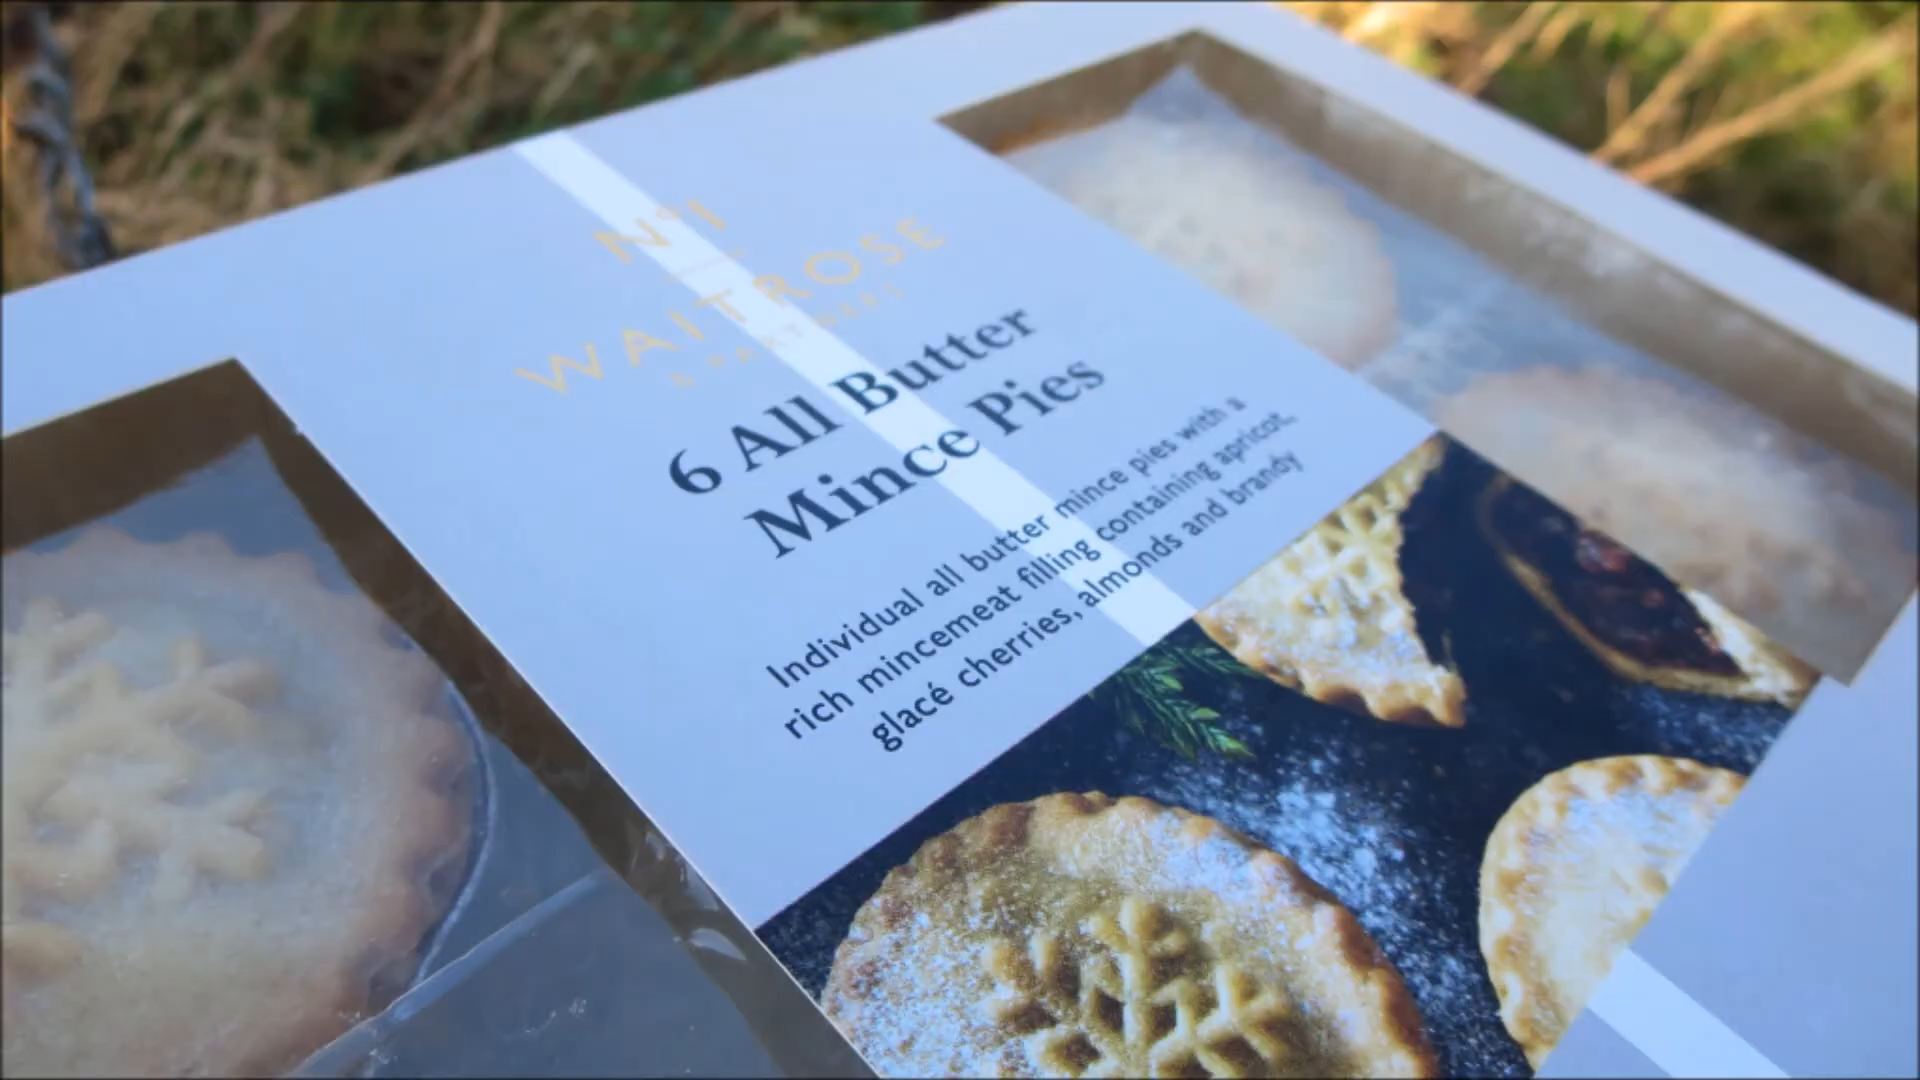 Nº1
WAITROSE
& PARTNERS
6 All Butter
Mince Pies
Individual all butter mince pies with a
rich mincemeat filling containing apricot,
glacé cherries, almonds and brandy